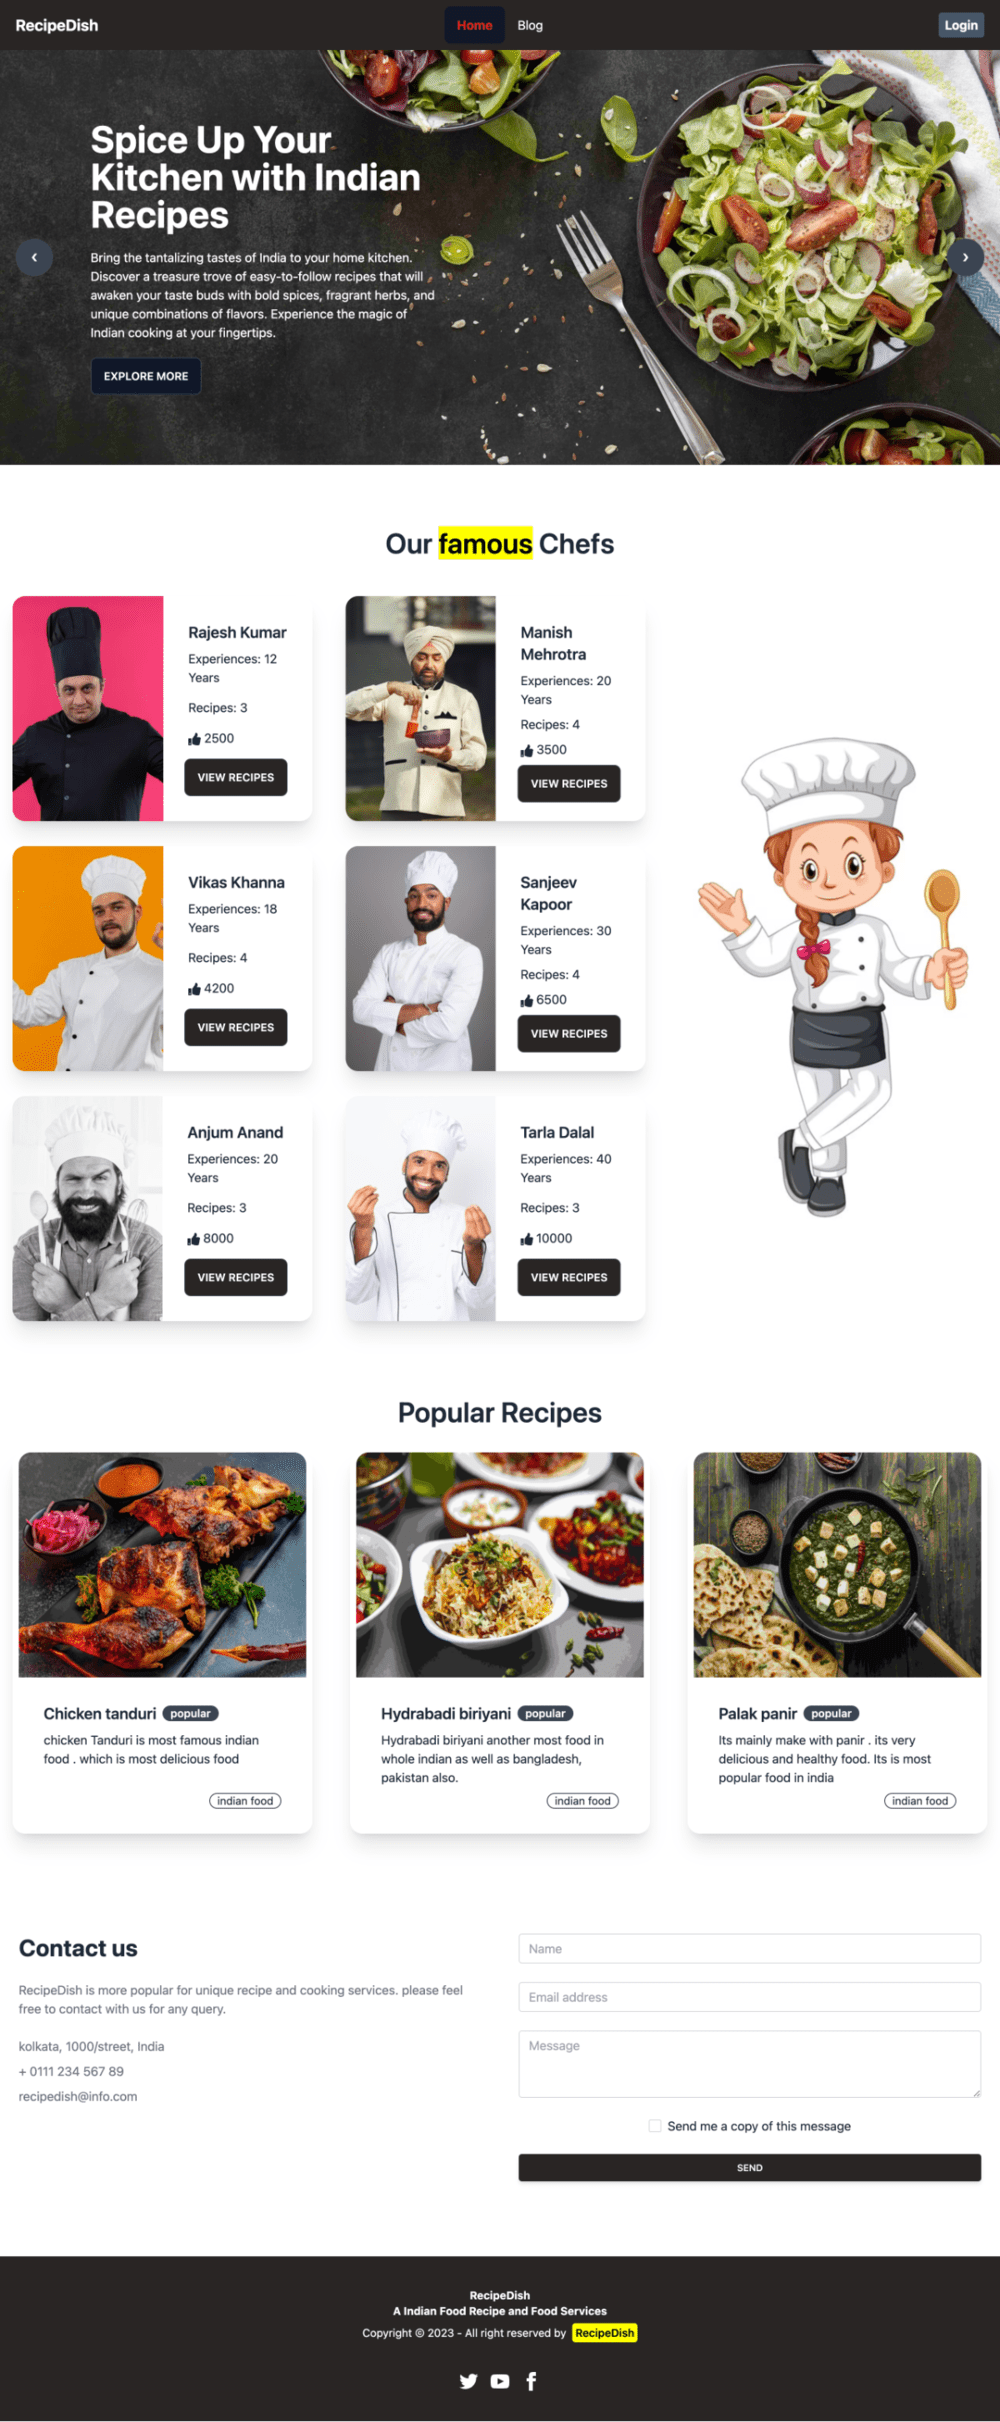 RecipeDish
Home
Blog
Login
Spice Up Your
Kitchen with Indian
Recipes
Bring the tantalizing tastes of India to your home kitchen.
Discover a treasure trove of easy-to-follow recipes that will
awaken your taste buds with bold spices, fragrant herbs, and
unique combinations of flavors. Experience the magic of
Indian cooking at your fingertips.
EXPLORE MORE
Our famous Chefs
Rajesh Kumar
Experiences: 12
Years
Recipes: 3
2500
VIEW RECIPES
Manish
Mehrotra
Experiences: 20
Years
Recipes: 4
3500
VIEW RECIPES
Vikas Khanna
Experiences: 18
Years
Recipes: 4
4200
VIEW RECIPES
Sanjeev
Kapoor
Experiences: 30
Years
Recipes: 4
6500
VIEW RECIPES
Anjum Anand
Experiences: 20
Years
Recipes: 3
8000
VIEW RECIPES
Tarla Dalal
Experiences: 40
Years
Recipes: 3
10000
VIEW RECIPES
Popular Recipes
Chicken tanduri popular
chicken Tanduri is most famous indian
food . which is most delicious food
indian food
Hydrabadi biriyani popular
Hydrabadi biriyani another most food in
whole indian as well as bangladesh,
pakistan also.
indian food
Palak panir popular
Its mainly make with panir . its very
delicious and healthy food. Its is most
popular food in india
indian food
Contact us
RecipeDish is more popular for unique recipe and cooking services. please feel
free to contact with us for any query.
kolkata, 1000/street, India
+ 0111 234 567 89
recipedish@info.com
Name
Email address
Message
Send me a copy of this message
SEND
RecipeDish
A Indian Food Recipe and Food Services
Copyright © 2023 - All right reserved by RecipeDish